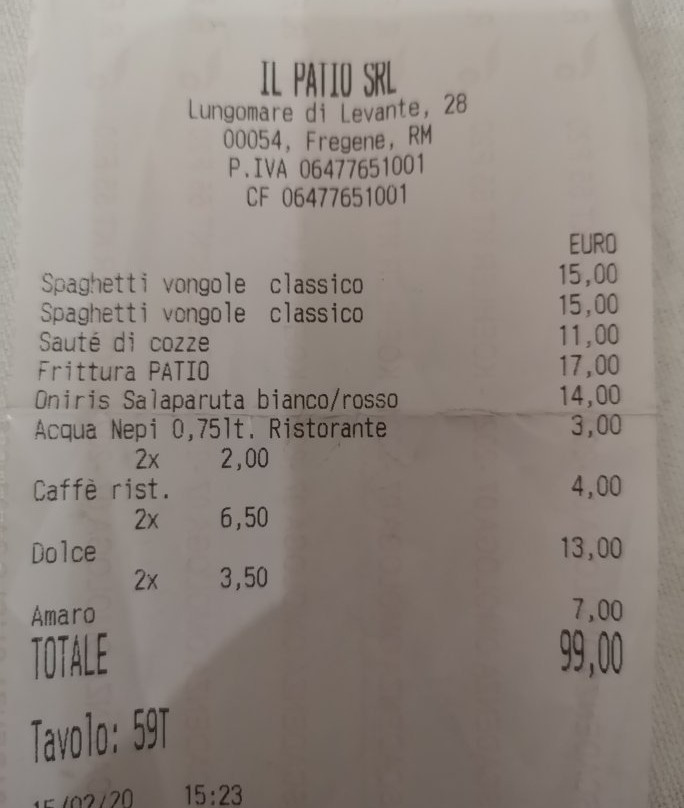 IL PATIO SRL
Lungomare di Levante, 28
00054, Fregene, RM
P.IVA 06477651001
CF 06477651001
EURO
Spaghetti vongole classico 15,00
Spaghetti vongole classico 15,00
Sauté di cozze 11,00
Frittura PATIO 17,00
Oniris Salaparuta bianco/rosso 14,00
Acqua Nepi 0,75lt. Ristorante 3,00
2x 2,00
Caffè rist. 4,00
2x 6,50
Dolce 13,00
2x 3,50
Amaro 7,00
TOTALE 99,00
Tavolo: 59T
15/02/20 15:23